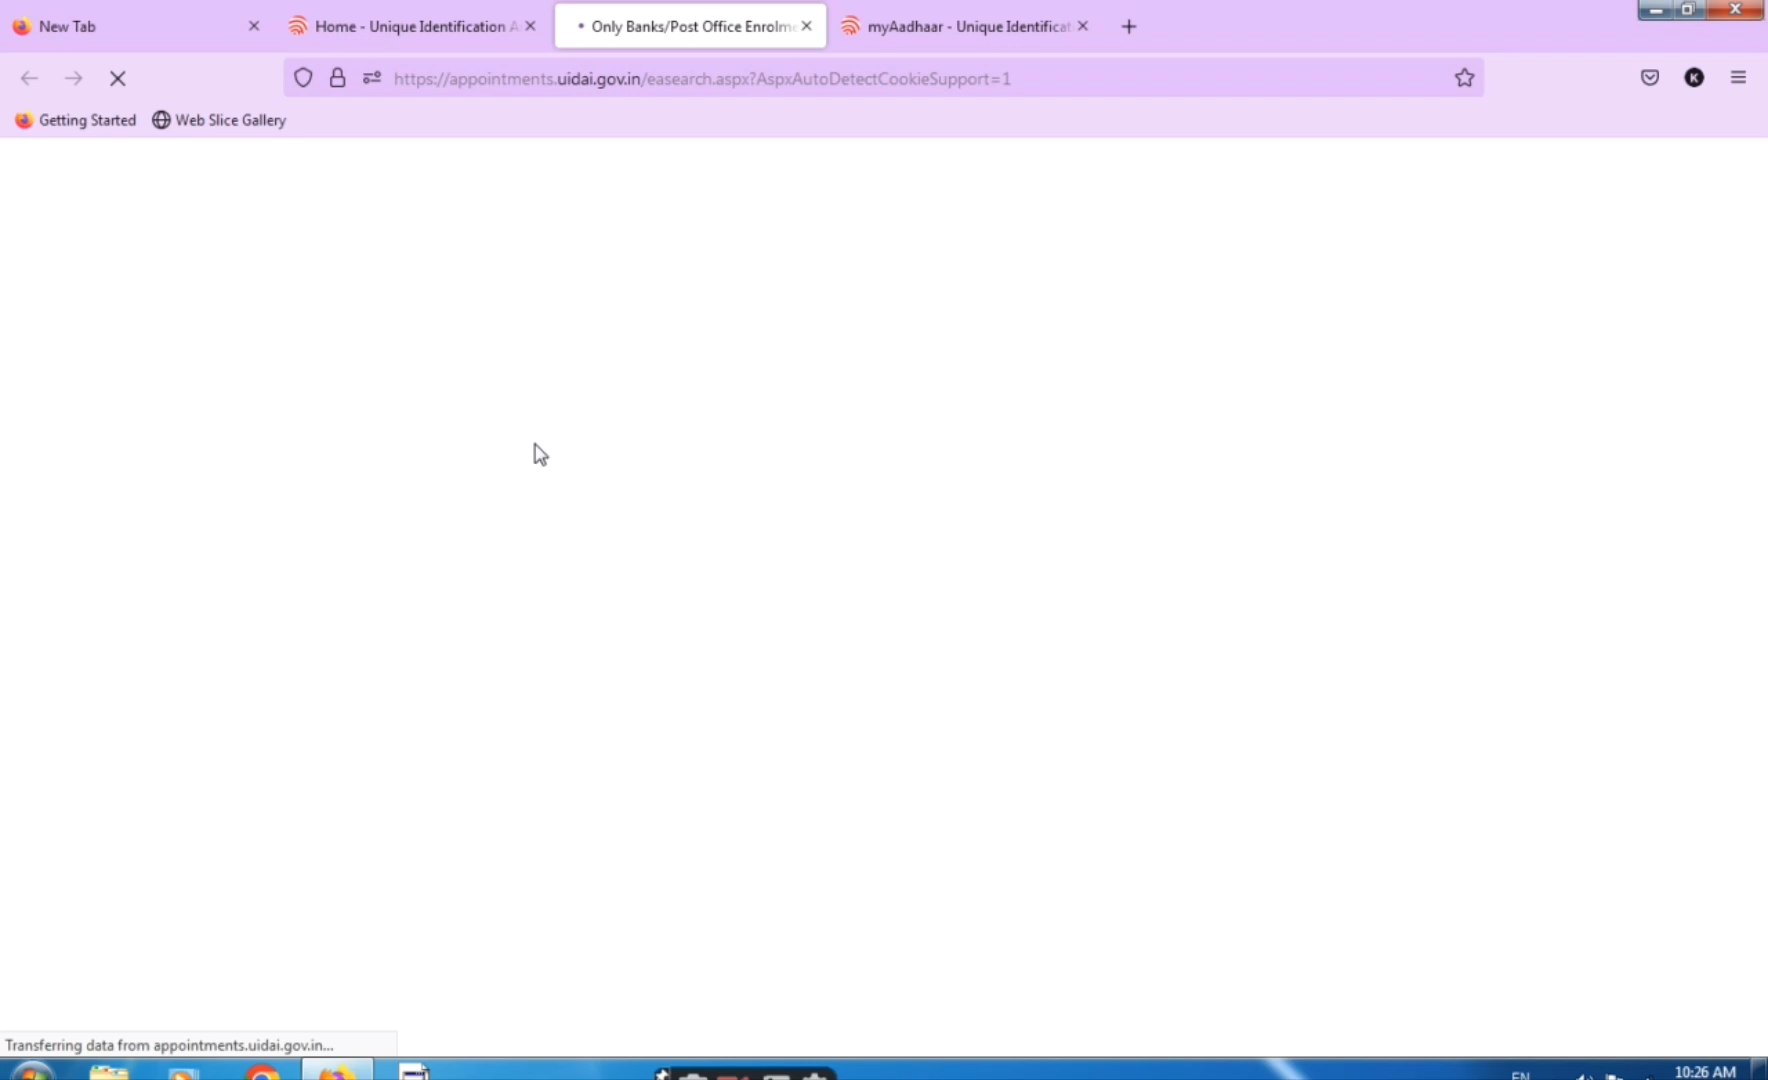 New Tab
Home - Unique Identification A
Only Banks/Post Office Enrolme
myAadhaar - Unique Identificat
https://appointments.uidai.gov.in/easearch.aspx?AspxAutoDetectCookieSupport=1
K
Getting Started
Web Slice Gallery
Transferring data from appointments.uidai.gov.in...
EN
10:26 AM